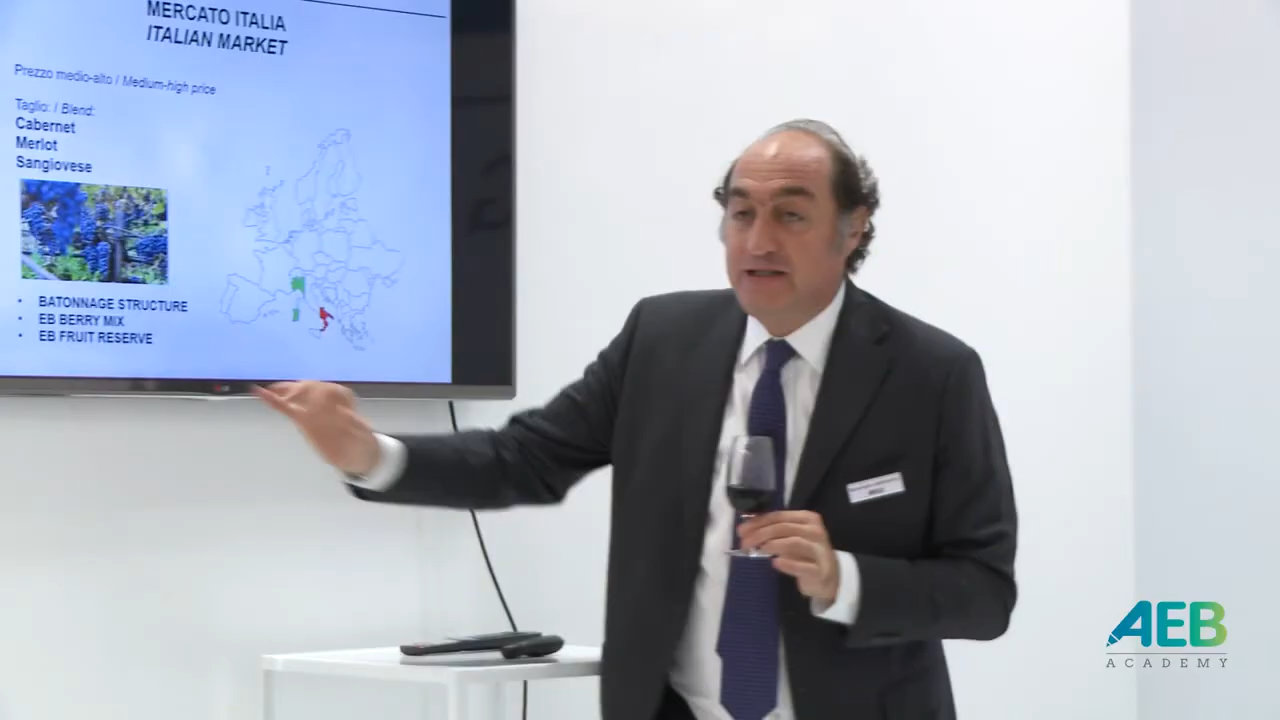 MERCATO ITALIA
ITALIAN MARKET
Prezzo medio-alto / Medium-high price
Taglio: / Blend:
Cabernet
Merlot
Sangiovese
• BATONNAGE STRUCTURE
• EB BERRY MIX
• EB FRUIT RESERVE
AEB
ACADEMY